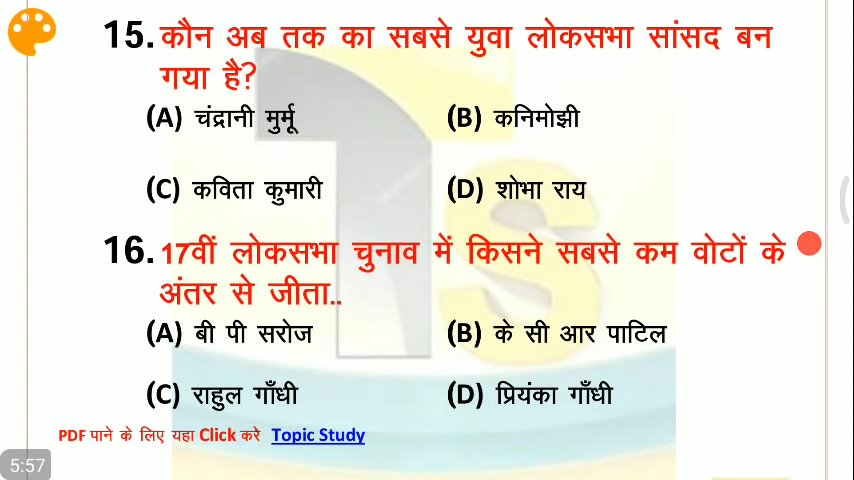 15. कौन अब तक का सबसे युवा लोकसभा सांसद बन
गया है?
(A) चंद्रानी मुर्मू (B) कनिमोझी
(C) कविता कुमारी (D) शोभा राय
16. 17वीं लोकसभा चुनाव में किसने सबसे कम वोटों के
अंतर से जीता..
(A) बी पी सरोज (B) के सी आर पाटिल
(C) राहुल गाँधी (D) प्रियंका गाँधी
PDF पाने के लिए यहा Click करे Topic Study
5:57